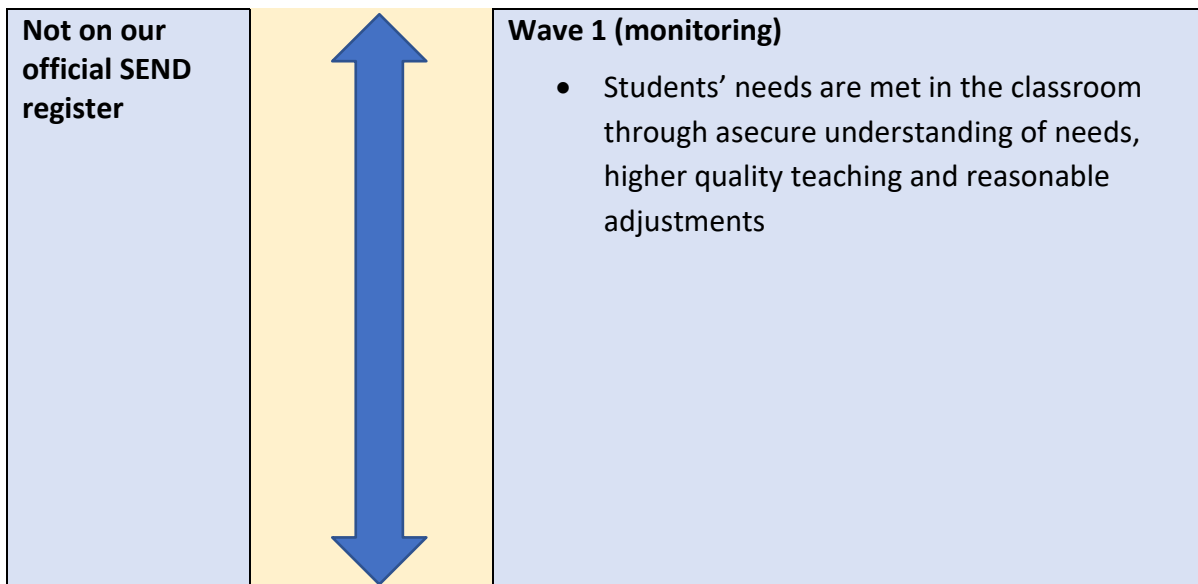 Not on our
official SEND
register
Wave 1 (monitoring)
• Students’ needs are met in the classroom
through asecure understanding of needs,
higher quality teaching and reasonable
adjustments